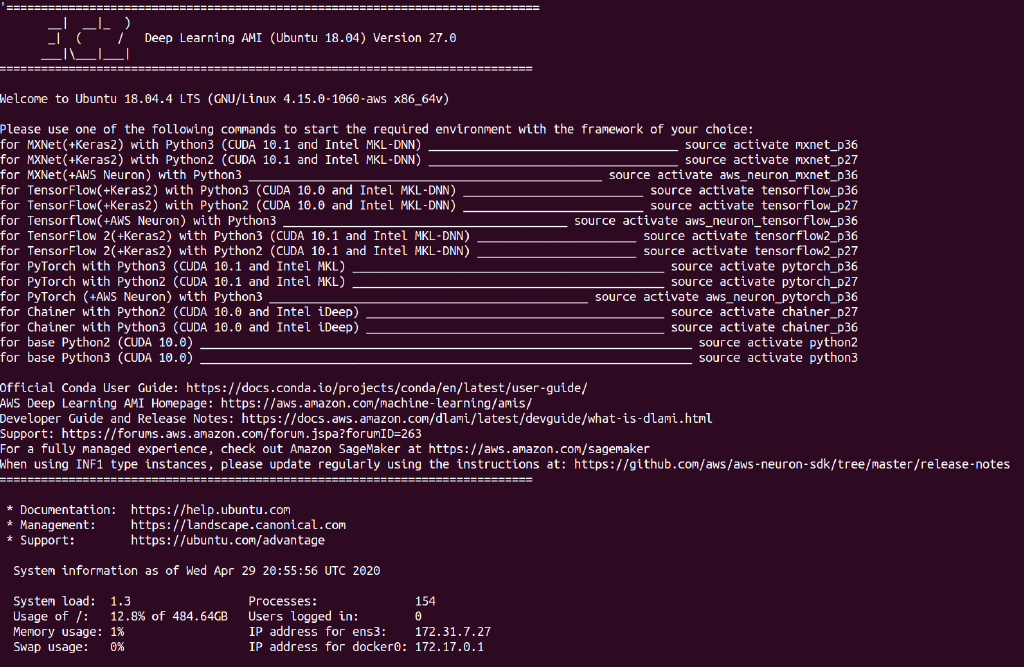 '=============================================================================
__|  __|_  )
_|  (     /   Deep Learning AMI (Ubuntu 18.04) Version 27.0
___|\___|___|
=============================================================================
Welcome to Ubuntu 18.04.4 LTS (GNU/Linux 4.15.0-1060-aws x86_64v)
Please use one of the following commands to start the required environment with the framework of your choice:
for MXNet(+Keras2) with Python3 (CUDA 10.1 and Intel MKL-DNN) ____________________________________ source activate mxnet_p36
for MXNet(+Keras2) with Python2 (CUDA 10.1 and Intel MKL-DNN) ____________________________________ source activate mxnet_p27
for MXNet(+AWS Neuron) with Python3 ___________________________________________________ source activate aws_neuron_mxnet_p36
for TensorFlow(+Keras2) with Python3 (CUDA 10.0 and Intel MKL-DNN) __________________________ source activate tensorflow_p36
for TensorFlow(+Keras2) with Python2 (CUDA 10.0 and Intel MKL-DNN) __________________________ source activate tensorflow_p27
for Tensorflow(+AWS Neuron) with Python3 _________________________________________ source activate aws_neuron_tensorflow_p36
for TensorFlow 2(+Keras2) with Python3 (CUDA 10.1 and Intel MKL-DNN) _______________________ source activate tensorflow2_p36
for TensorFlow 2(+Keras2) with Python2 (CUDA 10.1 and Intel MKL-DNN) _______________________ source activate tensorflow2_p27
for PyTorch with Python3 (CUDA 10.1 and Intel MKL) _____________________________________________ source activate pytorch_p36
for PyTorch with Python2 (CUDA 10.1 and Intel MKL) _____________________________________________ source activate pytorch_p27
for PyTorch (+AWS Neuron) with Python3 ______________________________________________ source activate aws_neuron_pytorch_p36
for Chainer with Python2 (CUDA 10.0 and Intel iDeep) ___________________________________________ source activate chainer_p27
for Chainer with Python3 (CUDA 10.0 and Intel iDeep) ___________________________________________ source activate chainer_p36
for base Python2 (CUDA 10.0) _______________________________________________________________________ source activate python2
for base Python3 (CUDA 10.0) _______________________________________________________________________ source activate python3
Official Conda User Guide: https://docs.conda.io/projects/conda/en/latest/user-guide/
AWS Deep Learning AMI Homepage: https://aws.amazon.com/machine-learning/amis/
Developer Guide and Release Notes: https://docs.aws.amazon.com/dlami/latest/devguide/what-is-dlami.html
Support: https://forums.aws.amazon.com/forum.jspa?forumID=263
For a fully managed experience, check out Amazon SageMaker at https://aws.amazon.com/sagemaker
When using INF1 type instances, please update regularly using the instructions at: https://github.com/aws/aws-neuron-sdk/tree/master/release-notes
=============================================================================
* Documentation:  https://help.ubuntu.com
* Management:     https://landscape.canonical.com
* Support:        https://ubuntu.com/advantage
System information as of Wed Apr 29 20:55:56 UTC 2020
System load:  1.3                 Processes:              154
Usage of /:   12.8% of 484.64GB   Users logged in:        0
Memory usage: 1%                  IP address for ens3:    172.31.7.27
Swap usage:   0%                  IP address for docker0: 172.17.0.1